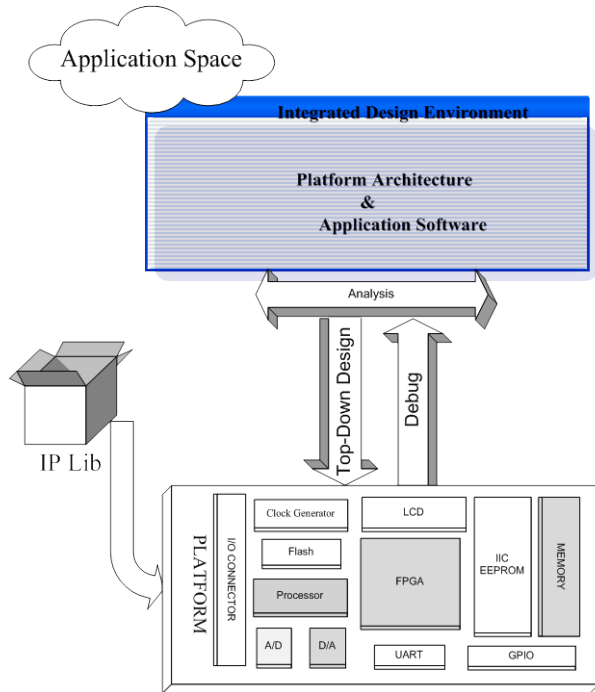 Application Space
Integrated Design Environment
Platform Architecture
&
Application Software
Analysis
Top-Down Design
Debug
IP Lib
PLATFORM
I/O CONNECTOR
Clock Generator
LCD
IIC
EEPROM
MEMORY
Flash
FPGA
Processor
A/D
D/A
UART
GPIO